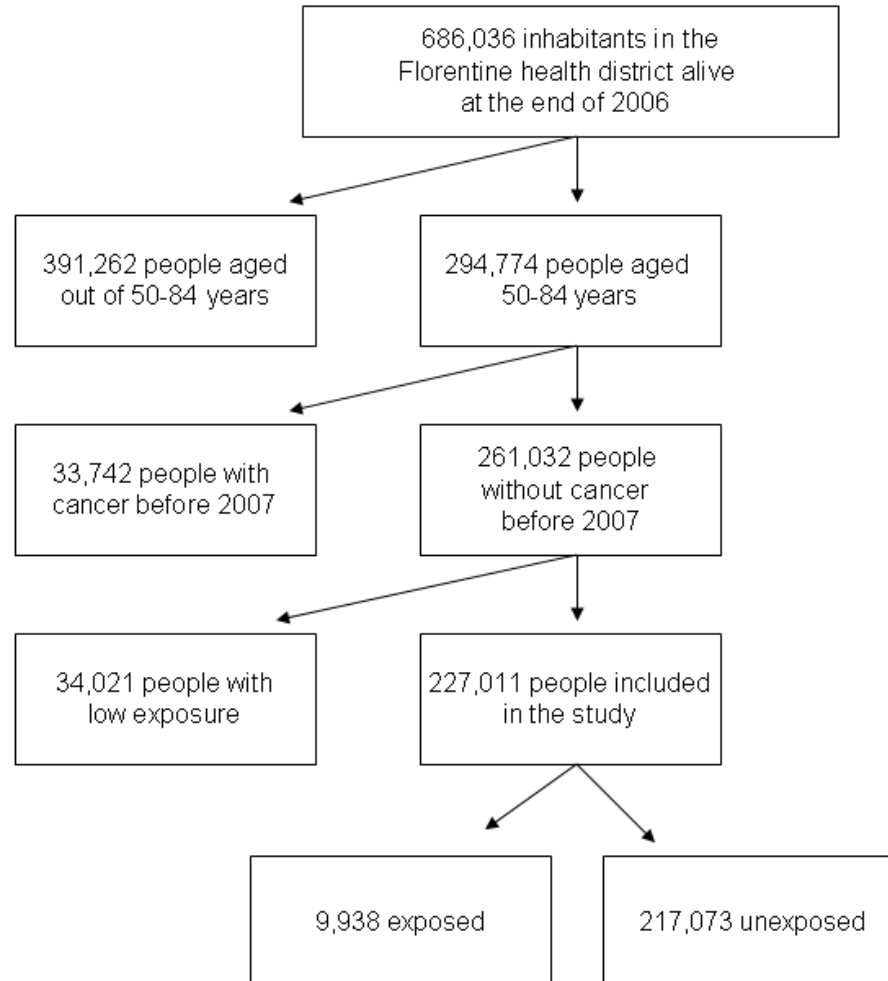 686,036 inhabitants in the
Florentine health district alive
at the end of 2006
391,262 people aged
out of 50-84 years
294,774 people aged
50-84 years
33,742 people with
cancer before 2007
261,032 people
without cancer
before 2007
34,021 people with
low exposure
227,011 people included
in the study
9,938 exposed
217,073 unexposed